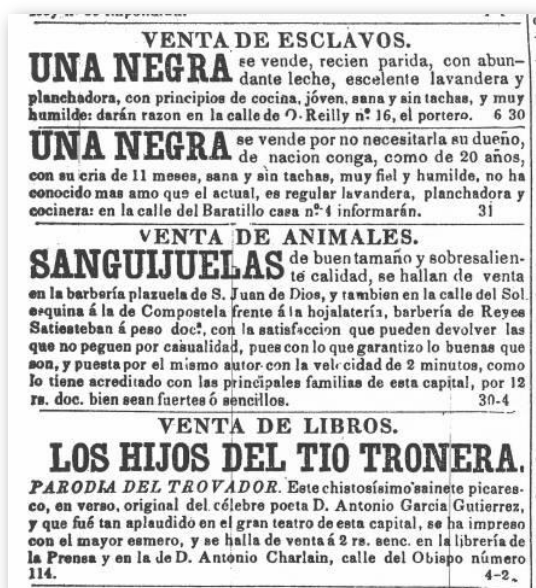 VENTA DE ESCLAVOS.
UNA NEGRA se vende, recien parida, con abun-
dante leche, escelente lavandera y
planchadora, con principios de cocina, jóven, sana y sin tachas, y muy
humilde: darán razon en la calle de O-Reilly nº 16, el portero. 6 30
UNA NEGRA se vende por no necesitarla su dueño,
de nacion conga, como de 20 años,
con su cria de 11 meses, sana y sin tachas, muy fiel y humilde, no ha
conocido mas amo que el actual, es regular lavandera, planchadora y
cocinera: en la calle del Baratillo casa nº 4 informarán. 31
VENTA DE ANIMALES.
SANGUIJUELAS de buen tamaño y sobresalien-
te calidad, se hallan de venta
en la barbería plazuela de S. Juan de Dios, y tambien en la calle del Sol
esquina á la de Compostela frente á la hojalatería, barbería de Reyes
Satiesteban á peso doc!, con la satisfaccion que pueden devolver las
que no peguen por casualidad, pues con lo que garantizo lo buenas que
son, y puesta por el mismo autor con la velocidad de 2 minutos, como
lo tiene acreditado con las principales familias de esta capital, por 12
rs. doc. bien sean fuertes ó sencillos. 30-4
VENTA DE LIBROS.
LOS HIJOS DEL TIO TRONERA.
PARODIA DEL TROVADOR. Este chistosísimo sainete picares-
co, en verso, original del célebre poeta D. Antonio Garcia Gutierrez,
y que fué tan aplaudido en el gran teatro de esta capital, se ha impreso
con el mayor esmero, y se halla de venta á 2 rs. senc. en la librería de
la Prensa y en la de D. Antonio Charlain, calle del Obispo número
114. 4-2.